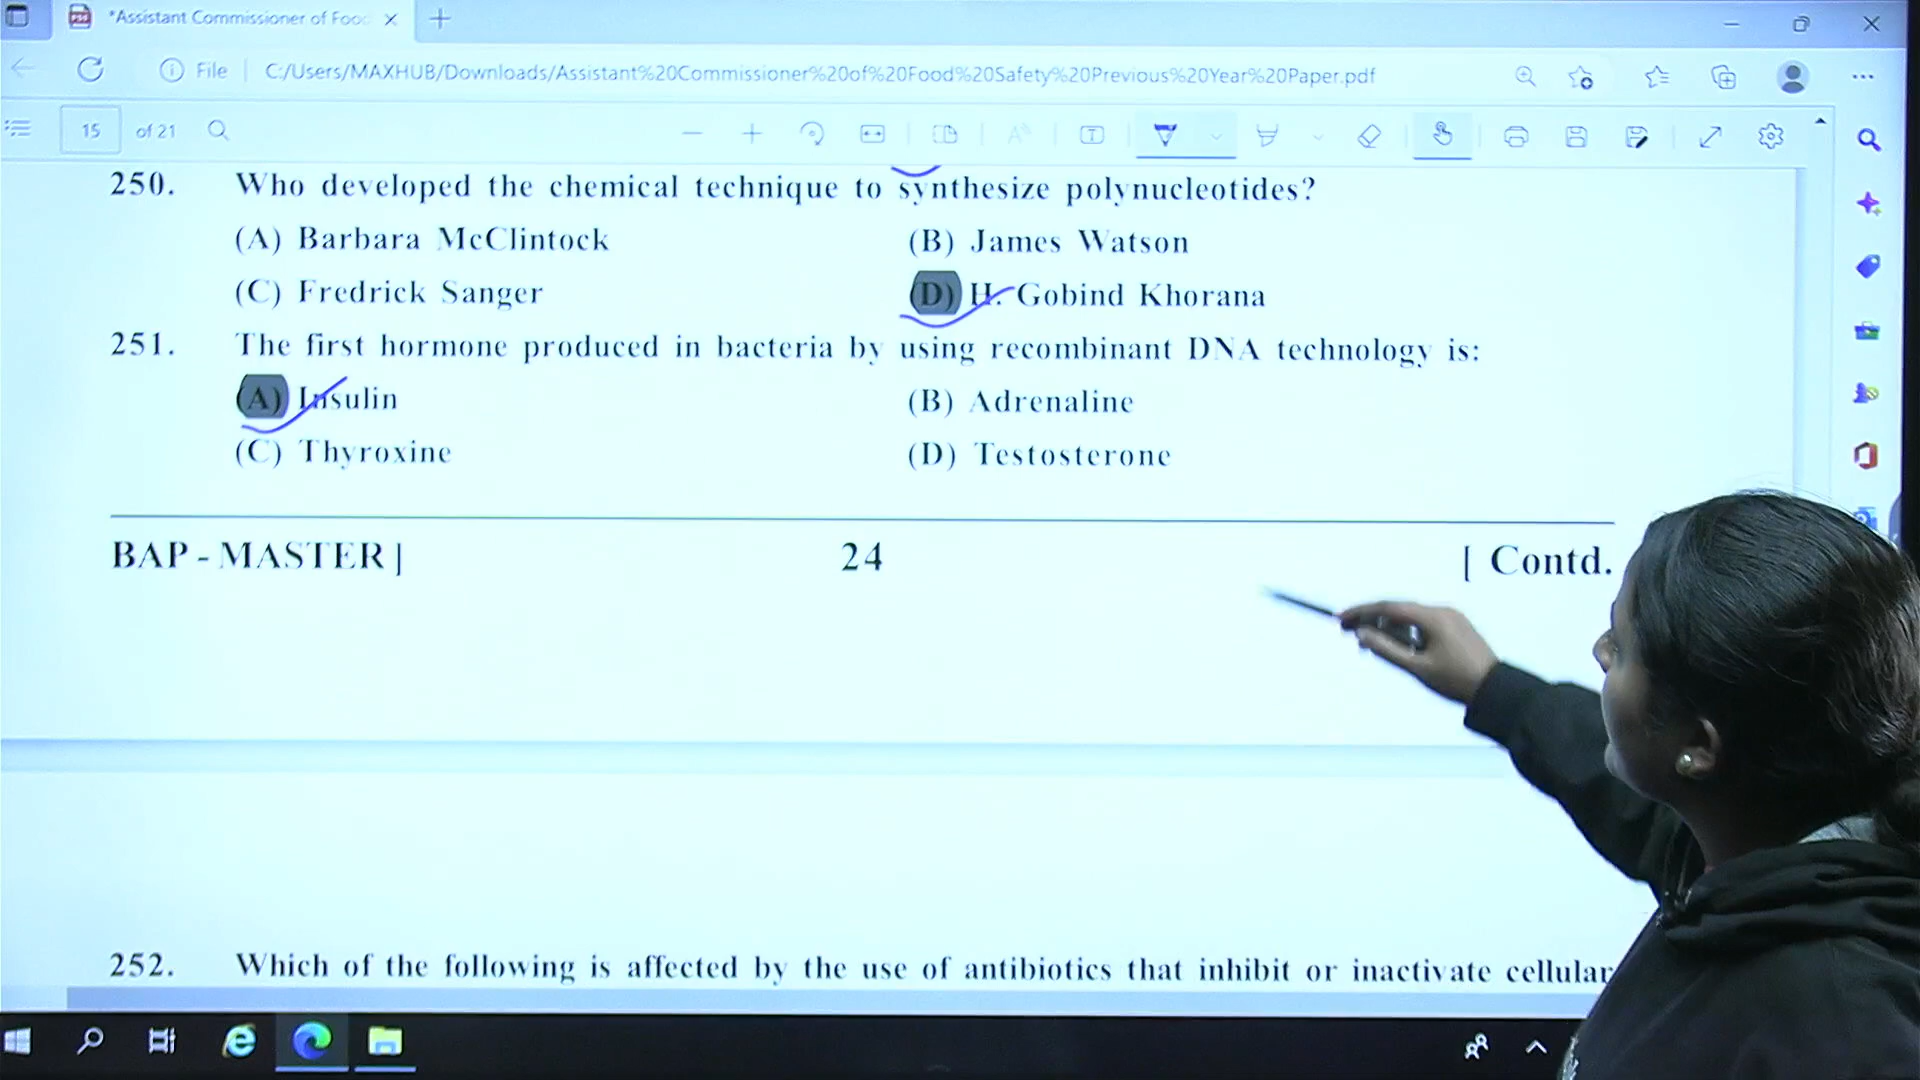 *Assistant Commissioner of Foo
File
C:/Users/MAXHUB/Downloads/Assistant%20Commissioner%20of%20Food%20Safety%20Previous%20Year%20Paper.pdf
15 of 21
250. Who developed the chemical technique to synthesize polynucleotides?
(A) Barbara McClintock (B) James Watson
(C) Fredrick Sanger (D) H. Gobind Khorana
251. The first hormone produced in bacteria by using recombinant DNA technology is:
(A) Insulin (B) Adrenaline
(C) Thyroxine (D) Testosterone
BAP - MASTER ] 24 [ Contd.
252. Which of the following is affected by the use of antibiotics that inhibit or inactivate cellular